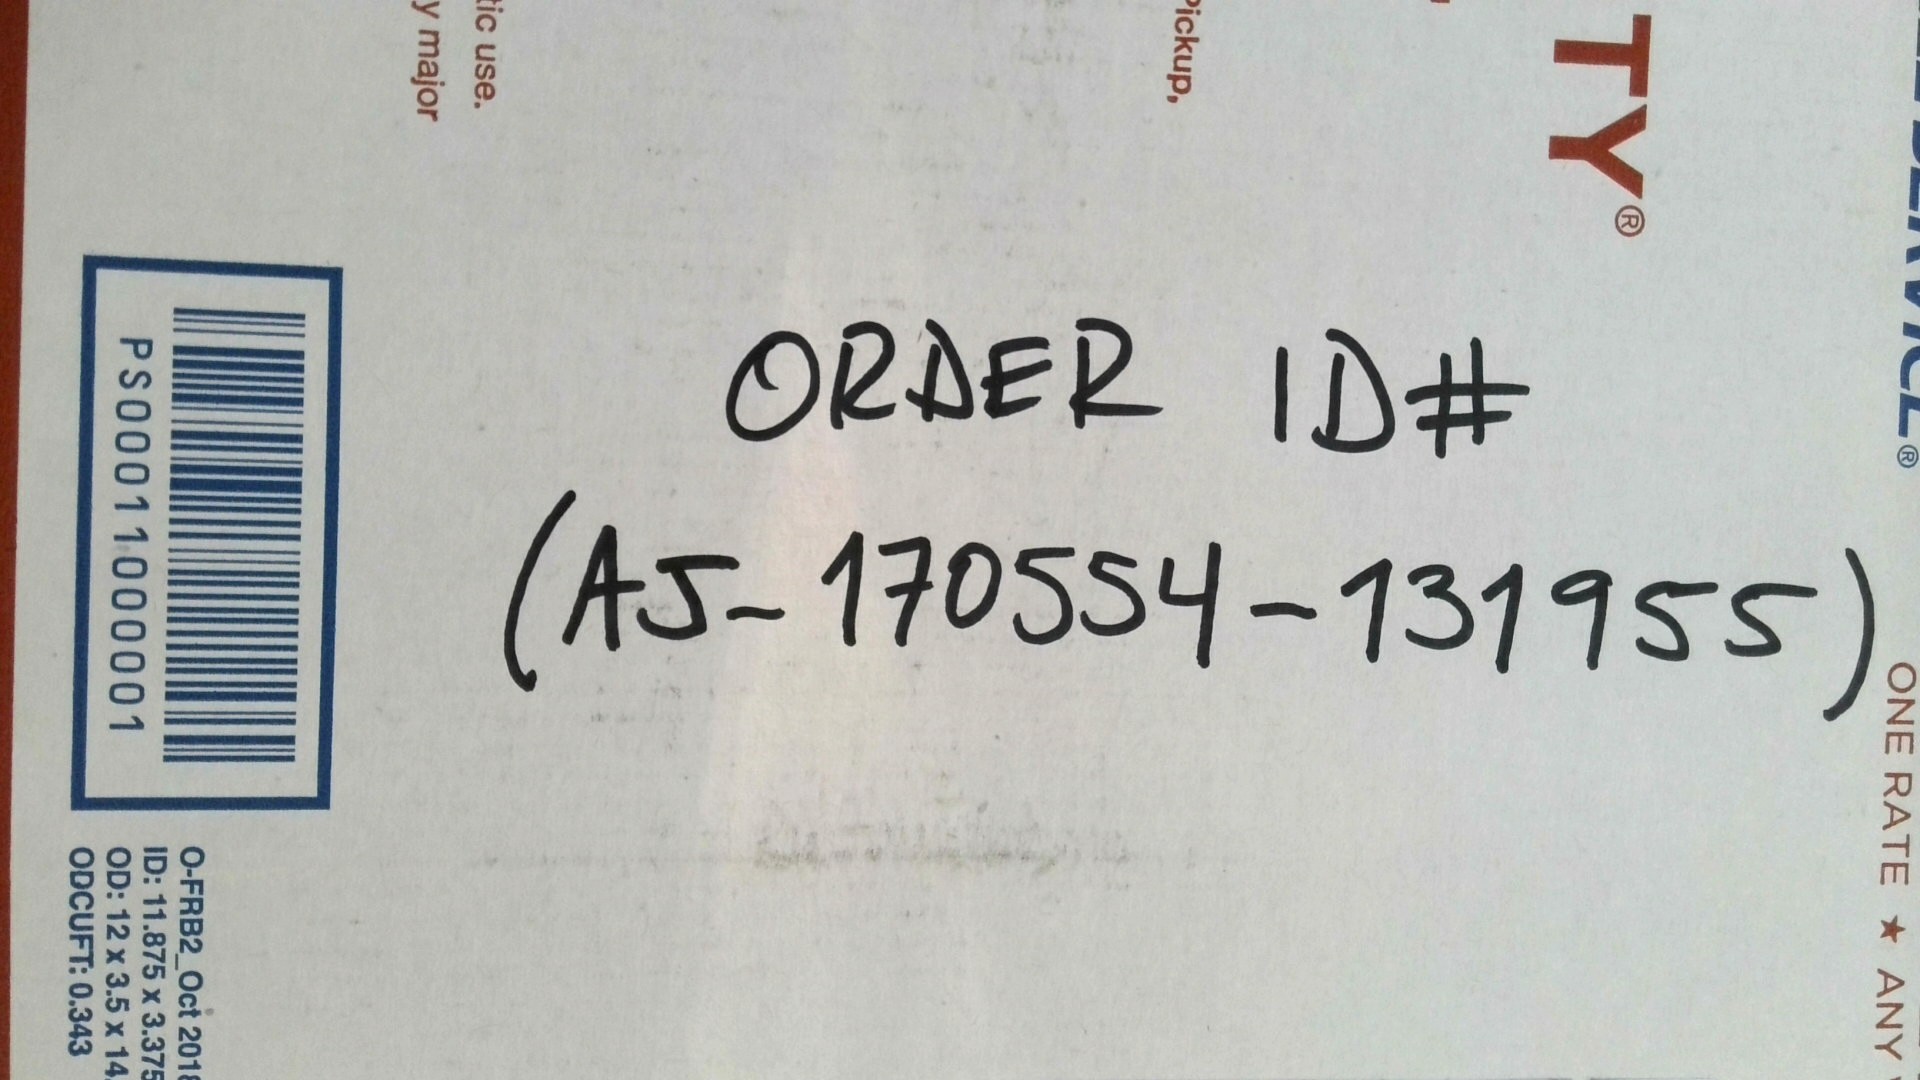 tic use.
y major
Pickup,
TY®
SERVICE®
ORDER ID#
(AJ-170554-131955)
PS00011000001
O-FRB2_Oct 2018
ID: 11.875 x 3.375
OD: 12 x 3.5 x 14.
ODCUFT: 0.343
ONE RATE ★ ANY